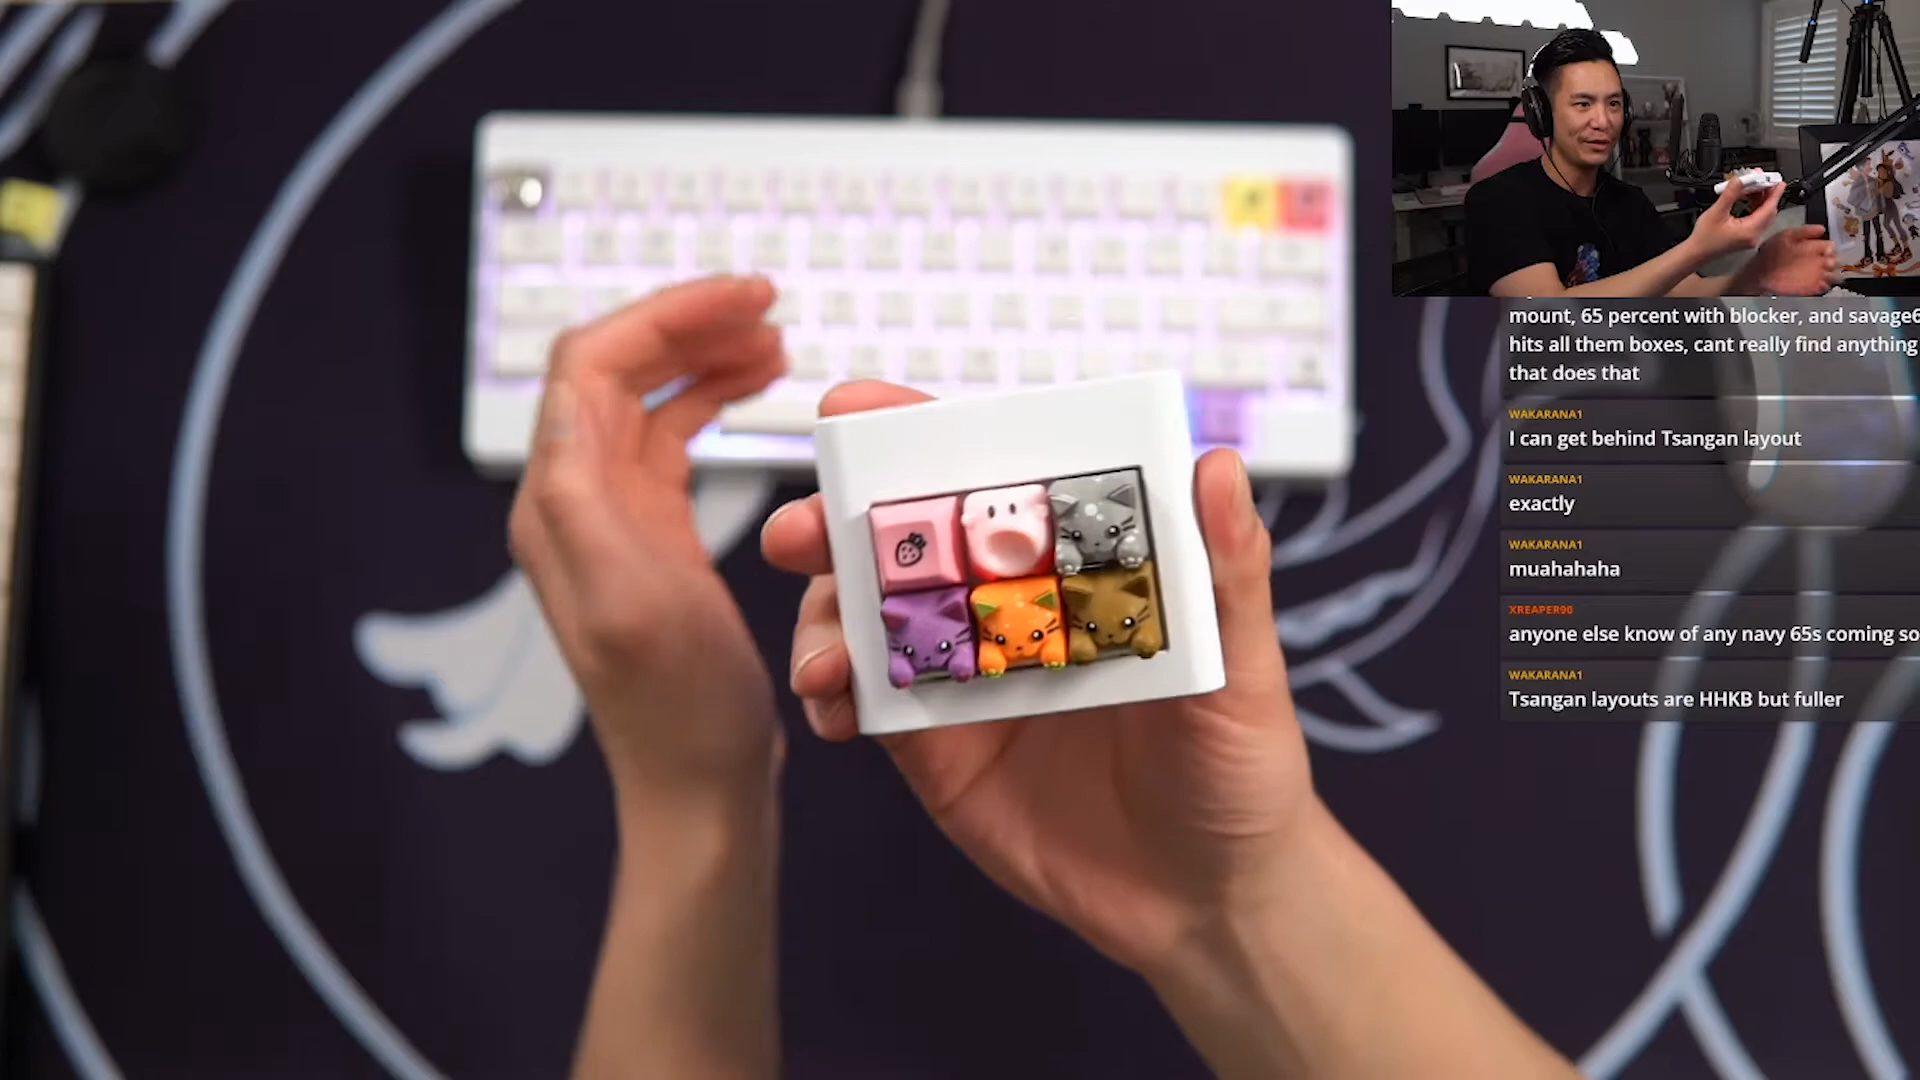 mount, 65 percent with blocker, and savage6
hits all them boxes, cant really find anything
that does that
WAKARANA1
I can get behind Tsangan layout
WAKARANA1
exactly
WAKARANA1
muahahaha
XREAPER90
anyone else know of any navy 65s coming so
WAKARANA1
Tsangan layouts are HHKB but fuller